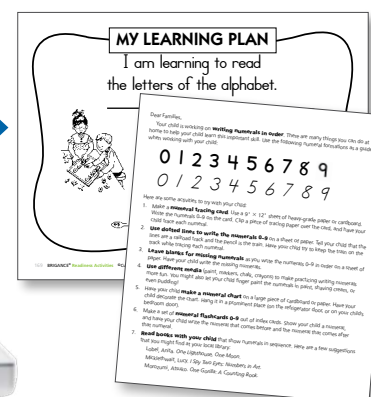 MY LEARNING PLAN
I am learning to read
the letters of the alphabet.
Dear Families,
Your child is working on writing numerals in order. There are many things you can do at
home to help your child learn this important skill. Use the following numeral formations as a guide
when working with your child:
0 1 2 3 4 5 6 7 8 9
0 1 2 3 4 5 6 7 8 9
Here are some activities to try with your child:
1. Make a numeral tracing card. Use a 9" × 12" sheets of heavy-grade paper or cardboard.
Write the numerals 0–9 on the card. Clip a piece of tracing paper over the card, and have your
child trace each numeral.
2. Use dotted lines to write the numerals 0–9 on a sheet of paper. Tell your child that the
lines are a railroad track and the pencil is the train. Have your child try to keep the train on the
track while tracing each numeral.
3. Leave blanks for missing numerals as you write the numerals 0–9 in order on a sheet of
paper. Have your child write the missing numerals.
4. Use different media (paint, markers, chalk, crayons) to make practicing writing numerals
more fun. You might also let your child finger paint the numerals in paint, shaving cream, or
even pudding!
5. Have your child make a numeral chart on a large piece of cardboard or paper. Have your
child decorate the chart. Hang it in a prominent place (on the refrigerator door, or on your child's
bedroom door).
6. Make a set of numeral flashcards 0–9 out of index cards. Show your child a numeral,
and have your child write the numeral that comes before and the numeral that comes after
that numeral.
7. Read books with your child that show numerals in sequence. Here are a few suggestions
that you might find at your local library:
Lobel, Anita. One Lighthouse, One Moon.
Micklethwait, Lucy. I Spy Two Eyes: Numbers in Art.
Morozumi, Atsuko. One Gorilla: A Counting Book.
BRIGANCE® Readiness Activities